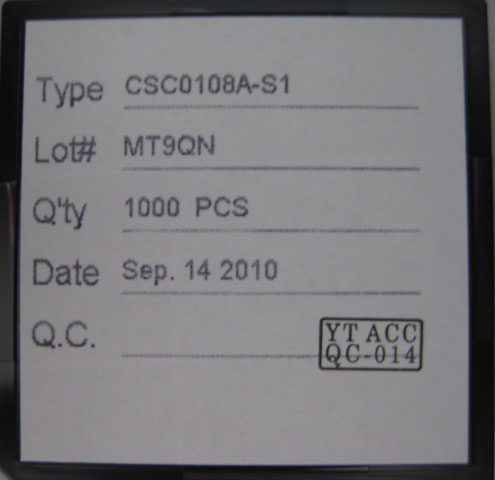 Type CSC0108A-S1
Lot# MT9QN
Q'ty 1000 PCS
Date Sep. 14 2010
Q.C.
YT ACC
QC-014